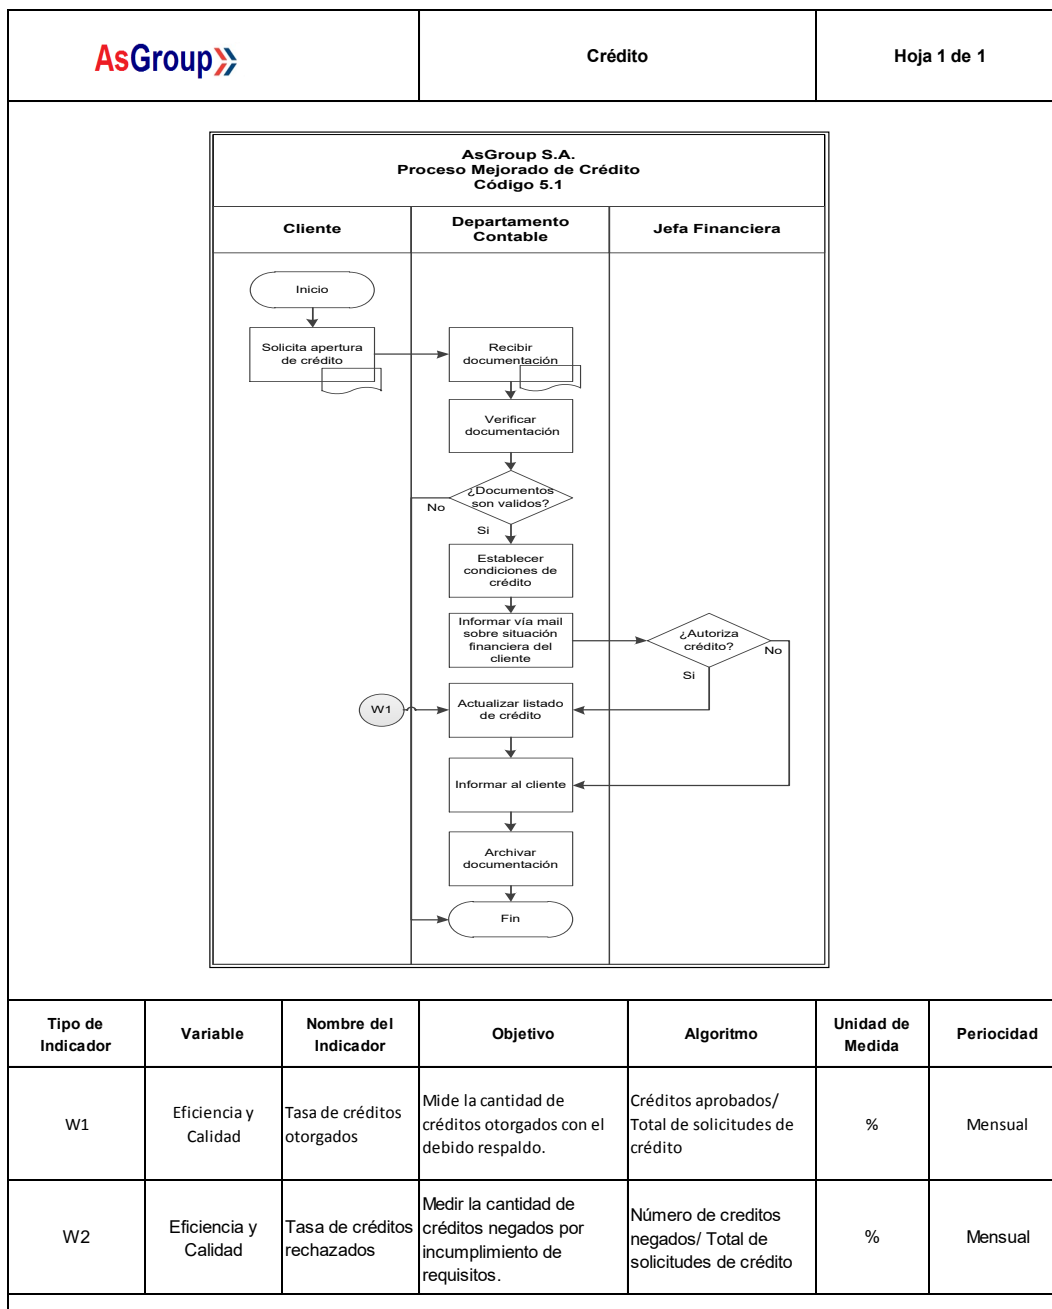 AsGroup
Crédito
Hoja 1 de 1
AsGroup S.A.
Proceso Mejorado de Crédito
Código 5.1
Cliente
Departamento
Contable
Jefa Financiera
Inicio
Solicita apertura
de crédito
Recibir
documentación
Verificar
documentación
¿Documentos
son validos?
No
Si
Establecer
condiciones de
crédito
Informar vía mail
sobre situación
financiera del
cliente
¿Autoriza
crédito?
No
Si
W1
Actualizar listado
de crédito
Informar al cliente
Archivar
documentación
Fin
Tipo de
Indicador
Variable
Nombre del
Indicador
Objetivo
Algoritmo
Unidad de
Medida
Periocidad
W1
Eficiencia y
Calidad
Tasa de créditos
otorgados
Mide la cantidad de
créditos otorgados con el
debido respaldo.
Créditos aprobados/
Total de solicitudes de
crédito
%
Mensual
W2
Eficiencia y
Calidad
Tasa de créditos
rechazados
Medir la cantidad de
créditos negados por
incumplimiento de
requisitos.
Número de creditos
negados/ Total de
solicitudes de crédito
%
Mensual